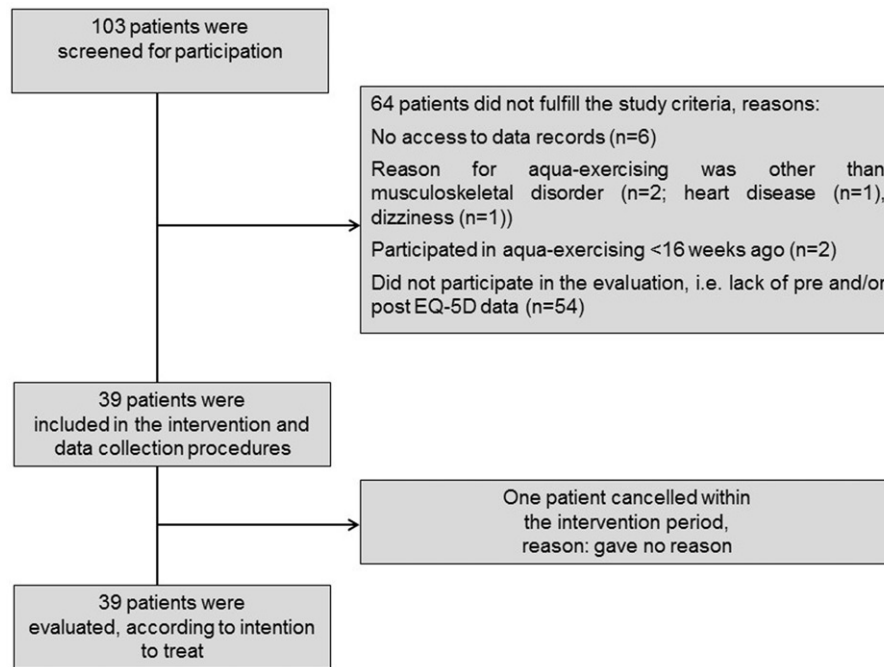 103 patients were
screened for participation
64 patients did not fulfill the study criteria, reasons:
No access to data records (n=6)
Reason for aqua-exercising was other than
musculoskeletal disorder (n=2; heart disease (n=1),
dizziness (n=1))
Participated in aqua-exercising <16 weeks ago (n=2)
Did not participate in the evaluation, i.e. lack of pre and/or
post EQ-5D data (n=54)
39 patients were
included in the intervention and
data collection procedures
One patient cancelled within
the intervention period,
reason: gave no reason
39 patients were
evaluated, according to intention
to treat